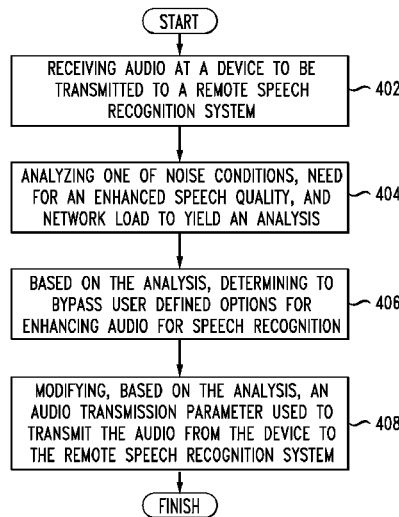 START
RECEIVING AUDIO AT A DEVICE TO BE
TRANSMITTED TO A REMOTE SPEECH
RECOGNITION SYSTEM
402
ANALYZING ONE OF NOISE CONDITIONS, NEED
FOR AN ENHANCED SPEECH QUALITY, AND
NETWORK LOAD TO YIELD AN ANALYSIS
404
BASED ON THE ANALYSIS, DETERMINING TO
BYPASS USER DEFINED OPTIONS FOR
ENHANCING AUDIO FOR SPEECH RECOGNITION
406
MODIFYING, BASED ON THE ANALYSIS, AN
AUDIO TRANSMISSION PARAMETER USED TO
TRANSMIT THE AUDIO FROM THE DEVICE TO
THE REMOTE SPEECH RECOGNITION SYSTEM
408
FINISH